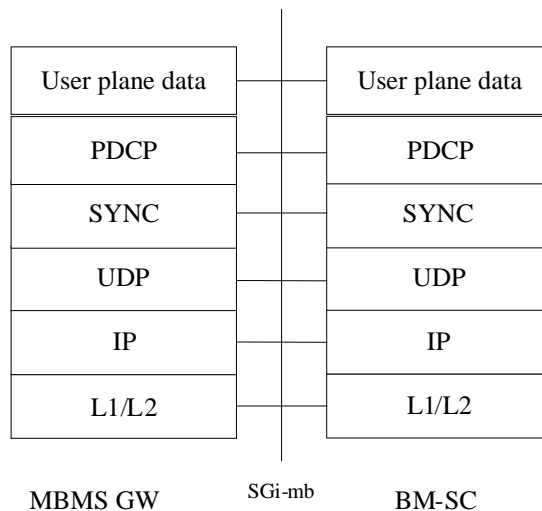 User plane data User plane data
PDCP PDCP
SYNC SYNC
UDP UDP
IP IP
L1/L2 L1/L2
MBMS GW SGi-mb BM-SC